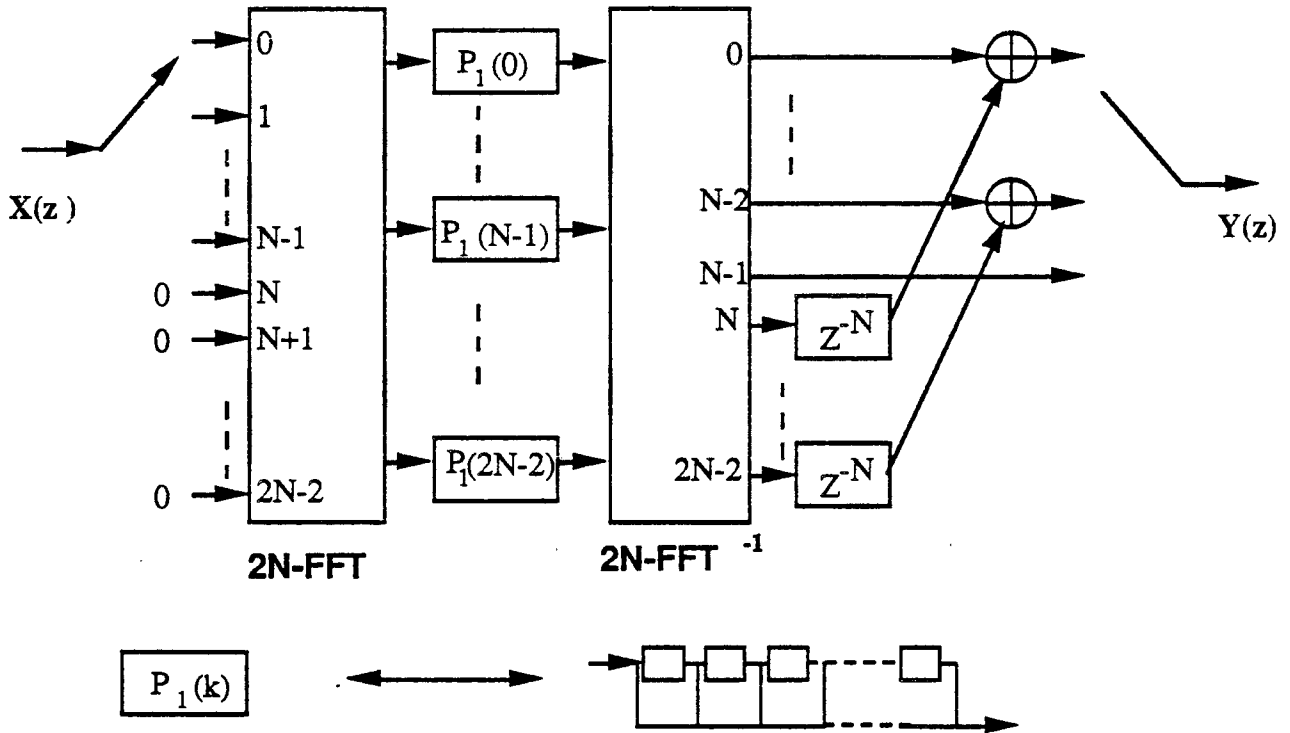 0
P₁(0)
0
1
X(z)
N-1
P₁(N-1)
N-2
Y(z)
N-1
0
N
N
Z⁻ᴺ
0
N+1
0
2N-2
P₁(2N-2)
2N-2
Z⁻ᴺ
2N-FFT
2N-FFT⁻¹
P₁(k)